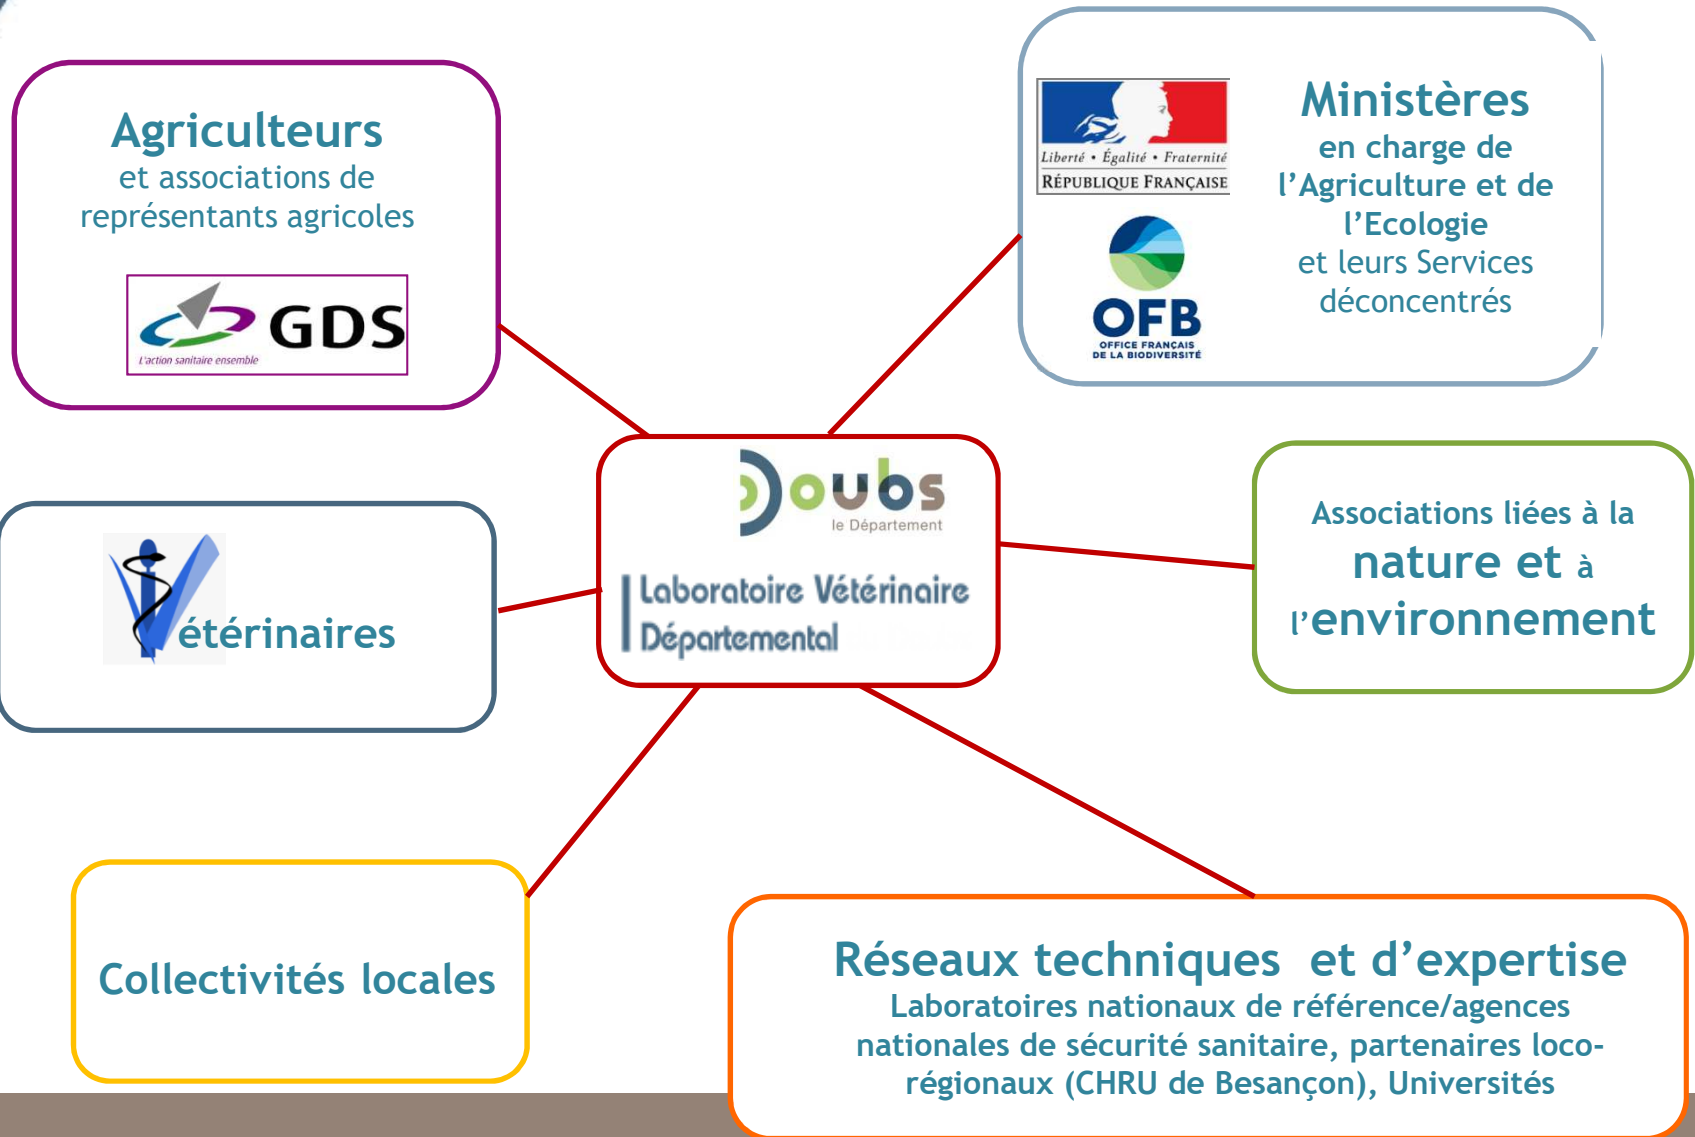 Agriculteurs
et associations de
représentants agricoles
GDS
L'action sanitaire ensemble
Liberté • Égalité • Fraternité
RÉPUBLIQUE FRANÇAISE
OFB
OFFICE FRANÇAIS
DE LA BIODIVERSITÉ
Ministères
en charge de
l’Agriculture et de
l’Ecologie
et leurs Services
déconcentrés
Doubs
le Département
Laboratoire Vétérinaire
Départemental
Vétérinaires
Associations liées à la
nature et à
l’environnement
Collectivités locales
Réseaux techniques et d’expertise
Laboratoires nationaux de référence/agences
nationales de sécurité sanitaire, partenaires loco-
régionaux (CHRU de Besançon), Universités